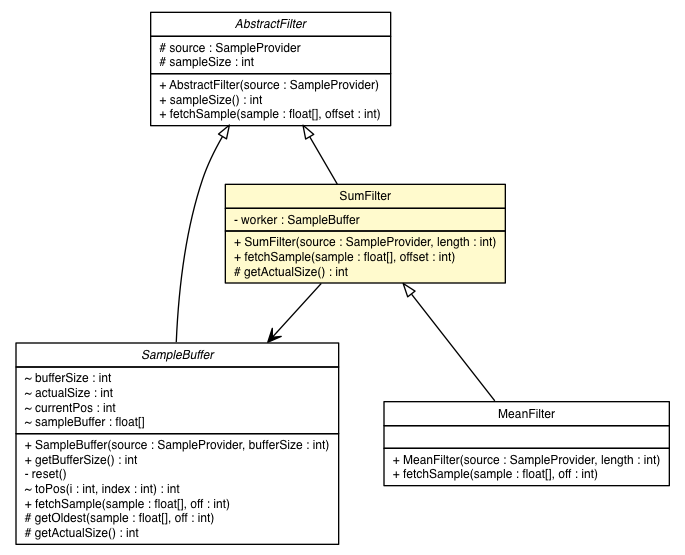 AbstractFilter
# source : SampleProvider
# sampleSize : int
+ AbstractFilter(source : SampleProvider)
+ sampleSize() : int
+ fetchSample(sample : float[], offset : int)
SumFilter
- worker : SampleBuffer
+ SumFilter(source : SampleProvider, length : int)
+ fetchSample(sample : float[], offset : int)
# getActualSize() : int
SampleBuffer
~ bufferSize : int
~ actualSize : int
~ currentPos : int
~ sampleBuffer : float[]
+ SampleBuffer(source : SampleProvider, bufferSize : int)
+ getBufferSize() : int
- reset()
~ toPos(i : int, index : int) : int
+ fetchSample(sample : float[], off : int)
# getOldest(sample : float[], off : int)
# getActualSize() : int
MeanFilter
+ MeanFilter(source : SampleProvider, length : int)
+ fetchSample(sample : float[], off : int)